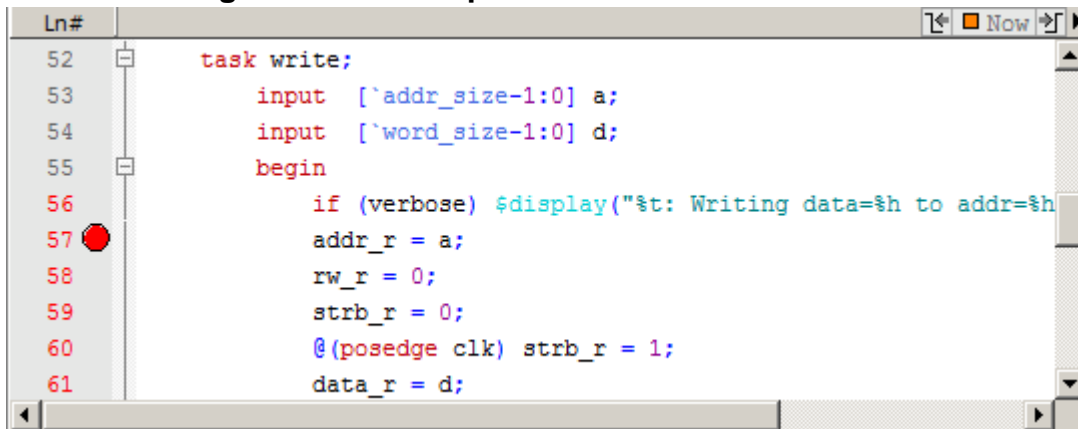 Ln#
Now
52 task write;
53 input [`addr_size-1:0] a;
54 input [`word_size-1:0] d;
55 begin
56 if (verbose) $display("%t: Writing data=%h to addr=%h
57 addr_r = a;
58 rw_r = 0;
59 strb_r = 0;
60 @(posedge clk) strb_r = 1;
61 data_r = d;